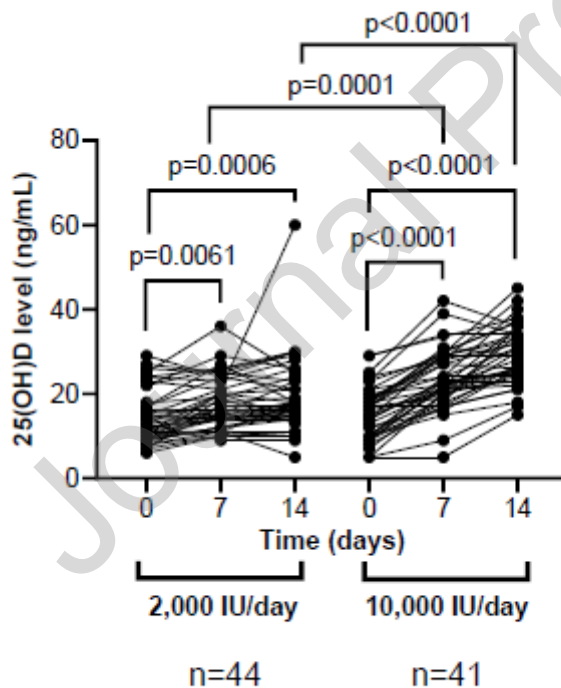 p<0.0001
p=0.0001
p=0.0006
p<0.0001
p=0.0061
p<0.0001
80
60
40
20
0
25(OH)D level (ng/mL)
0 7 14 0 7 14
Time (days)
2,000 IU/day 10,000 IU/day
n=44 n=41
Journal Pre